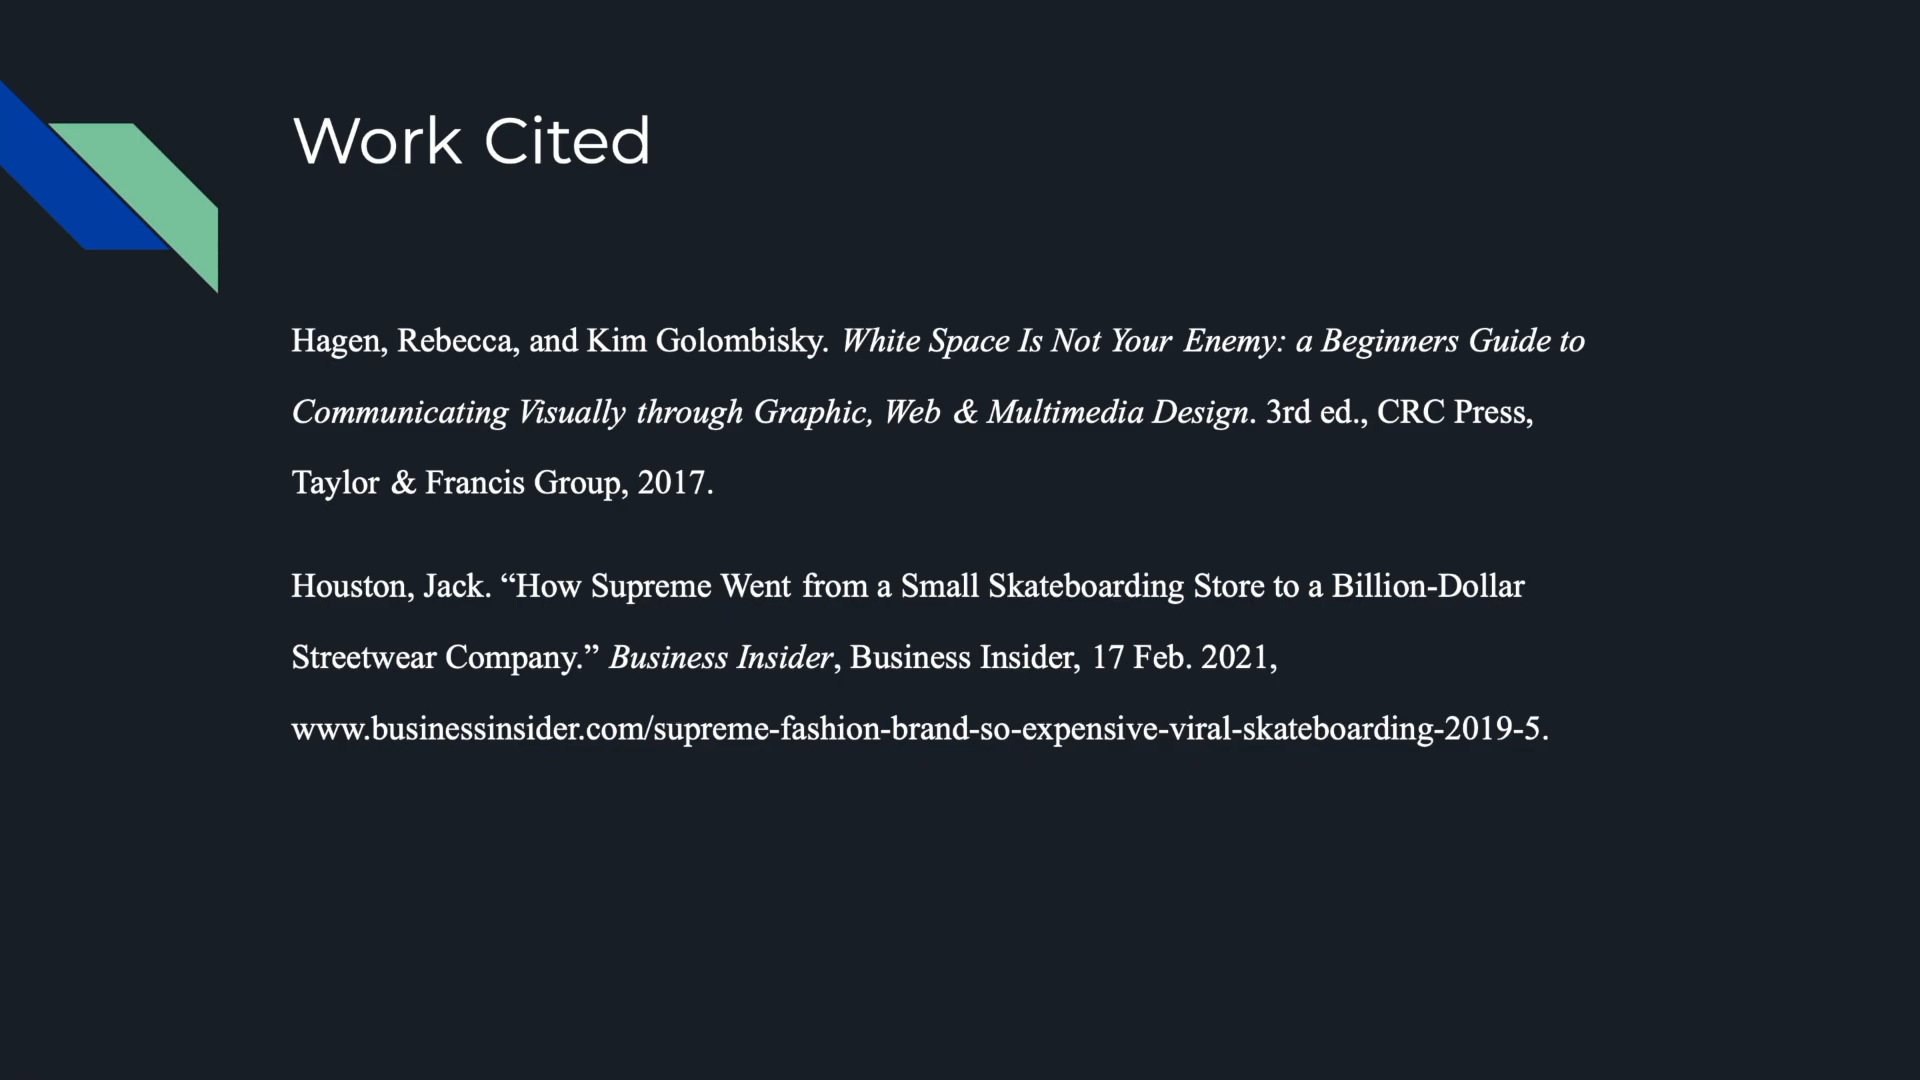 Work Cited
Hagen, Rebecca, and Kim Golombisky. White Space Is Not Your Enemy: a Beginners Guide to
Communicating Visually through Graphic, Web & Multimedia Design. 3rd ed., CRC Press,
Taylor & Francis Group, 2017.
Houston, Jack. “How Supreme Went from a Small Skateboarding Store to a Billion-Dollar
Streetwear Company.” Business Insider, Business Insider, 17 Feb. 2021,
www.businessinsider.com/supreme-fashion-brand-so-expensive-viral-skateboarding-2019-5.